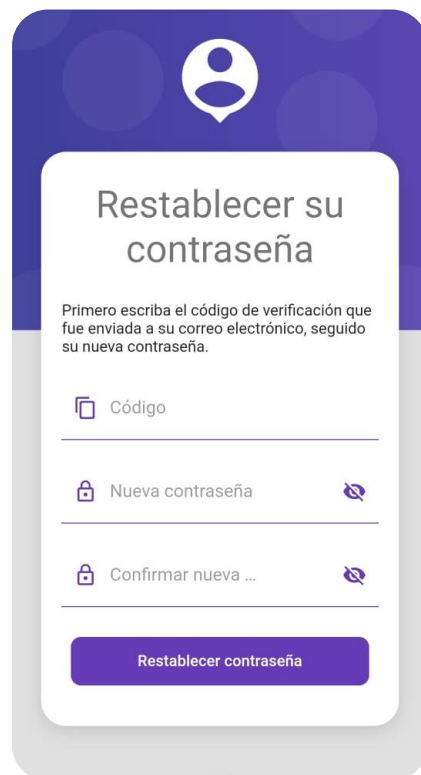 Restablecer su
contraseña
Primero escriba el código de verificación que
fue enviada a su correo electrónico, seguido
su nueva contraseña.
Código
Nueva contraseña
Confirmar nueva ...
Restablecer contraseña